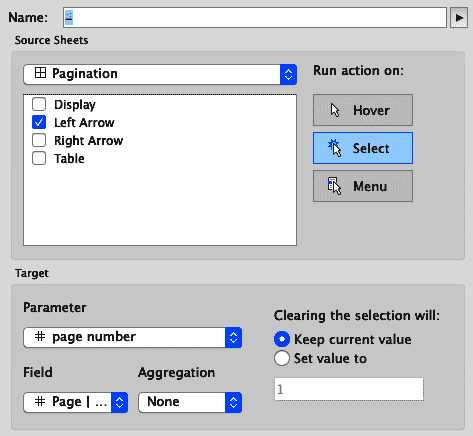 Name:
Source Sheets
Pagination
Run action on:
Display
Left Arrow
Right Arrow
Table
Hover
Select
Menu
Target
Parameter
# page number
Clearing the selection will:
Keep current value
Set value to
1
Field
Aggregation
# Page | ...
None